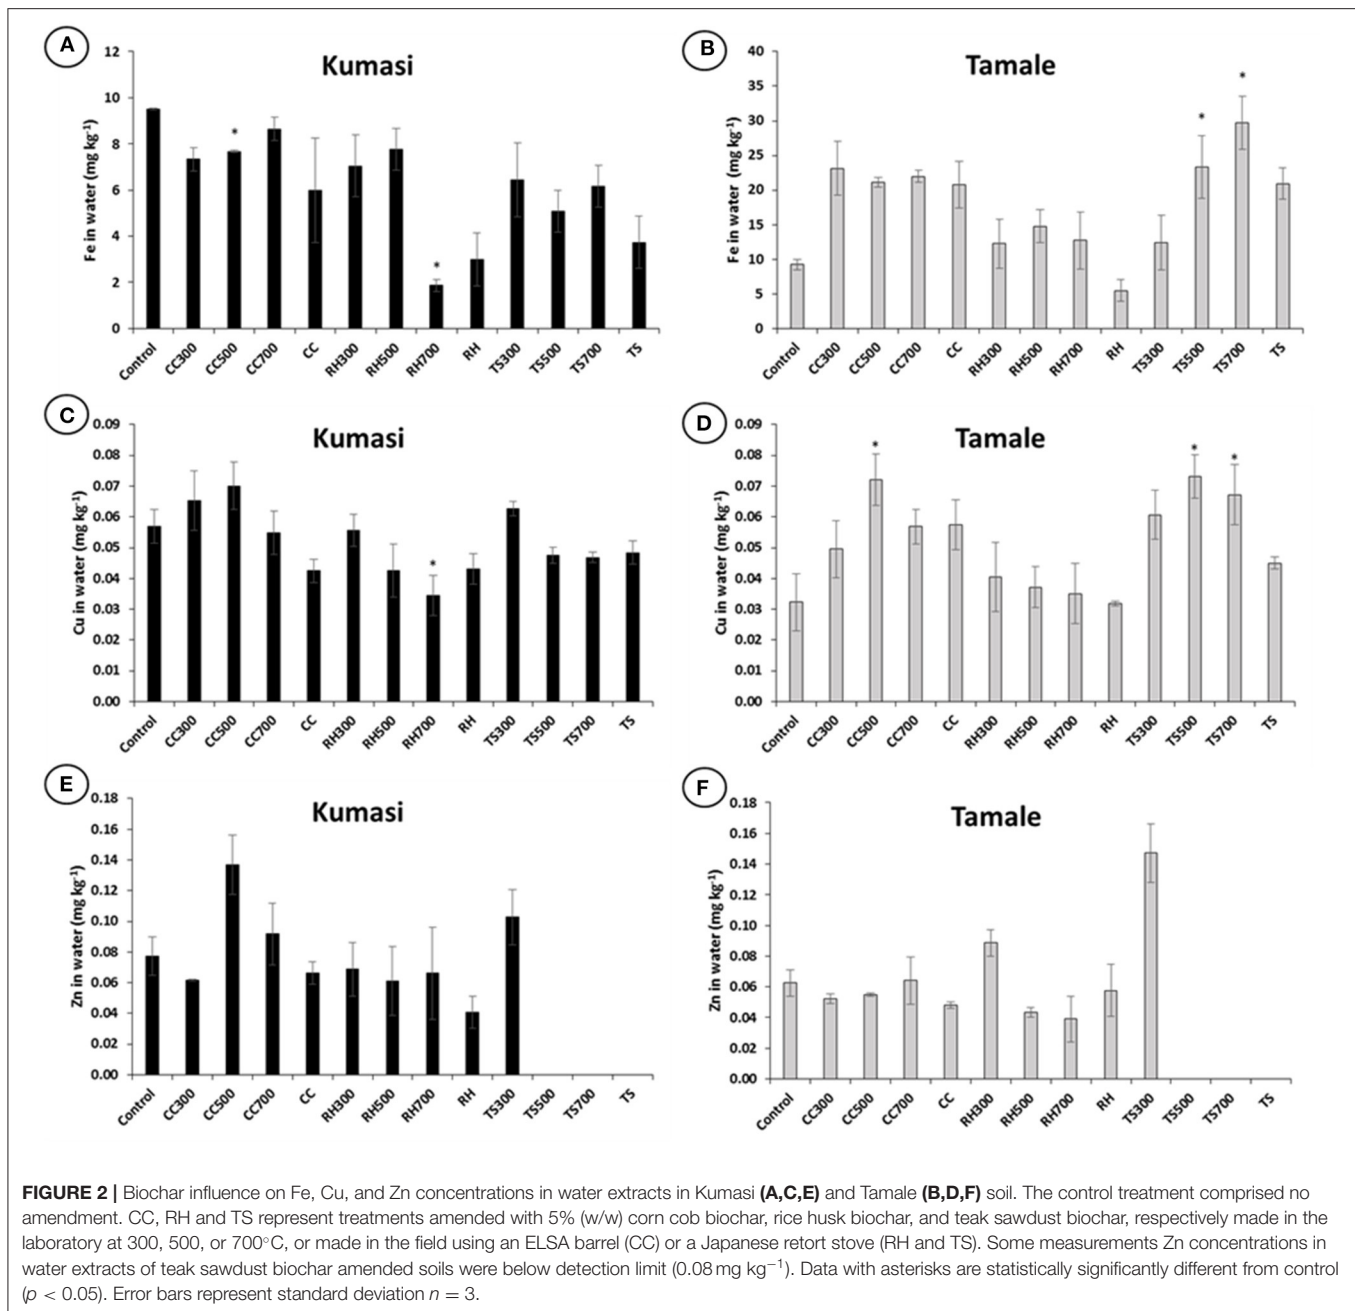 A
Kumasi
12
10
8
6
4
2
0
Fe in water (mg kg⁻¹)
*
*
Control CC300 CC500 CC700 CC RH300 RH500 RH700 RH TS300 TS500 TS700 TS
B
Tamale
40
35
30
25
20
15
10
5
0
Fe in water (mg kg⁻¹)
*
*
Control CC300 CC500 CC700 CC RH300 RH500 RH700 RH TS300 TS500 TS700 TS
C
Kumasi
0.09
0.08
0.07
0.06
0.05
0.04
0.03
0.02
0.01
0.00
Cu in water (mg kg⁻¹)
*
Control CC300 CC500 CC700 CC RH300 RH500 RH700 RH TS300 TS500 TS700 TS
D
Tamale
0.09
0.08
0.07
0.06
0.05
0.04
0.03
0.02
0.01
0.00
Cu in water (mg kg⁻¹)
*
*
*
Control CC300 CC500 CC700 CC RH300 RH500 RH700 RH TS300 TS500 TS700 TS
E
Kumasi
0.18
0.16
0.14
0.12
0.10
0.08
0.06
0.04
0.02
0.00
Zn in water (mg kg⁻¹)
Control CC300 CC500 CC700 CC RH300 RH500 RH700 RH TS300 TS500 TS700 TS
F
Tamale
0.18
0.16
0.14
0.12
0.10
0.08
0.06
0.04
0.02
0.00
Zn in water (mg kg⁻¹)
Control CC300 CC500 CC700 CC RH300 RH500 RH700 RH TS300 TS500 TS700 TS
FIGURE 2 | Biochar influence on Fe, Cu, and Zn concentrations in water extracts in Kumasi (A,C,E) and Tamale (B,D,F) soil. The control treatment comprised no
amendment. CC, RH and TS represent treatments amended with 5% (w/w) corn cob biochar, rice husk biochar, and teak sawdust biochar, respectively made in the
laboratory at 300, 500, or 700°C, or made in the field using an ELSA barrel (CC) or a Japanese retort stove (RH and TS). Some measurements Zn concentrations in
water extracts of teak sawdust biochar amended soils were below detection limit (0.08 mg kg⁻¹). Data with asterisks are statistically significantly different from control
(p < 0.05). Error bars represent standard deviation n = 3.